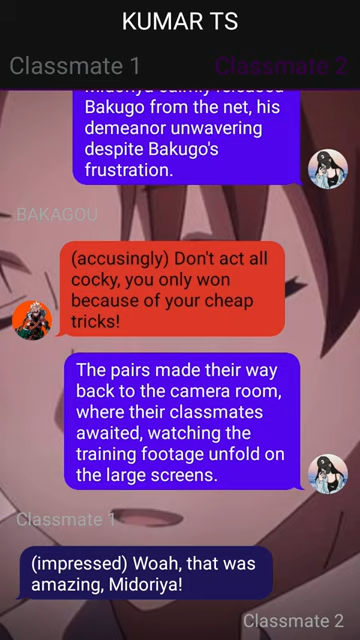 KUMAR TS
Classmate 1
Classmate 2
Midoriya calmly released
Bakugo from the net, his
demeanor unwavering
despite Bakugo's
frustration.
BAKAGOU
(accusingly) Don't act all
cocky, you only won
because of your cheap
tricks!
The pairs made their way
back to the camera room,
where their classmates
awaited, watching the
training footage unfold on
the large screens.
Classmate 1
(impressed) Woah, that was
amazing, Midoriya!
Classmate 2